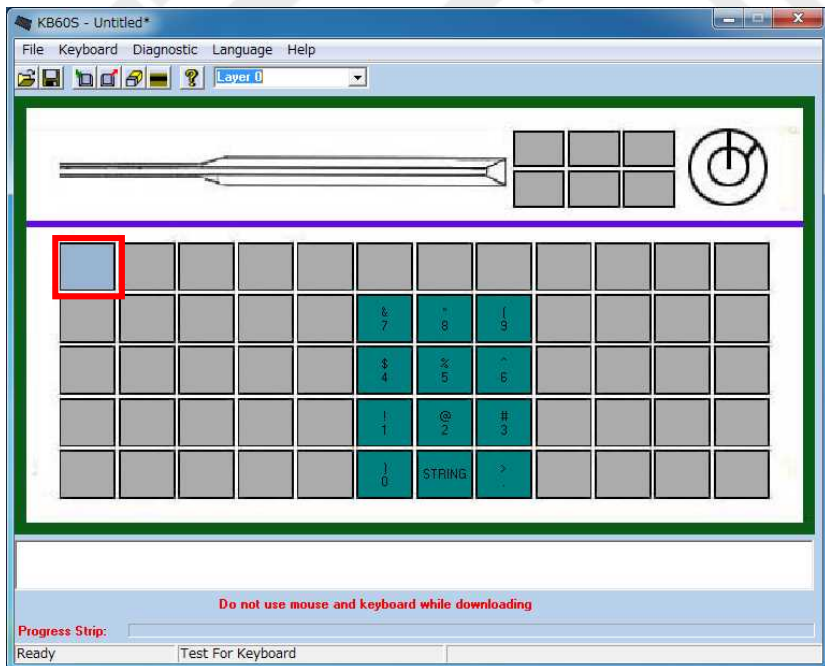 KB60S - Untitled*
File Keyboard Diagnostic Language Help
Layer 0
& * (
7 8 9
$ % ^
4 5 6
! @ #
1 2 3
) STRING >
0 .
Do not use mouse and keyboard while downloading
Progress Strip:
Ready Test For Keyboard